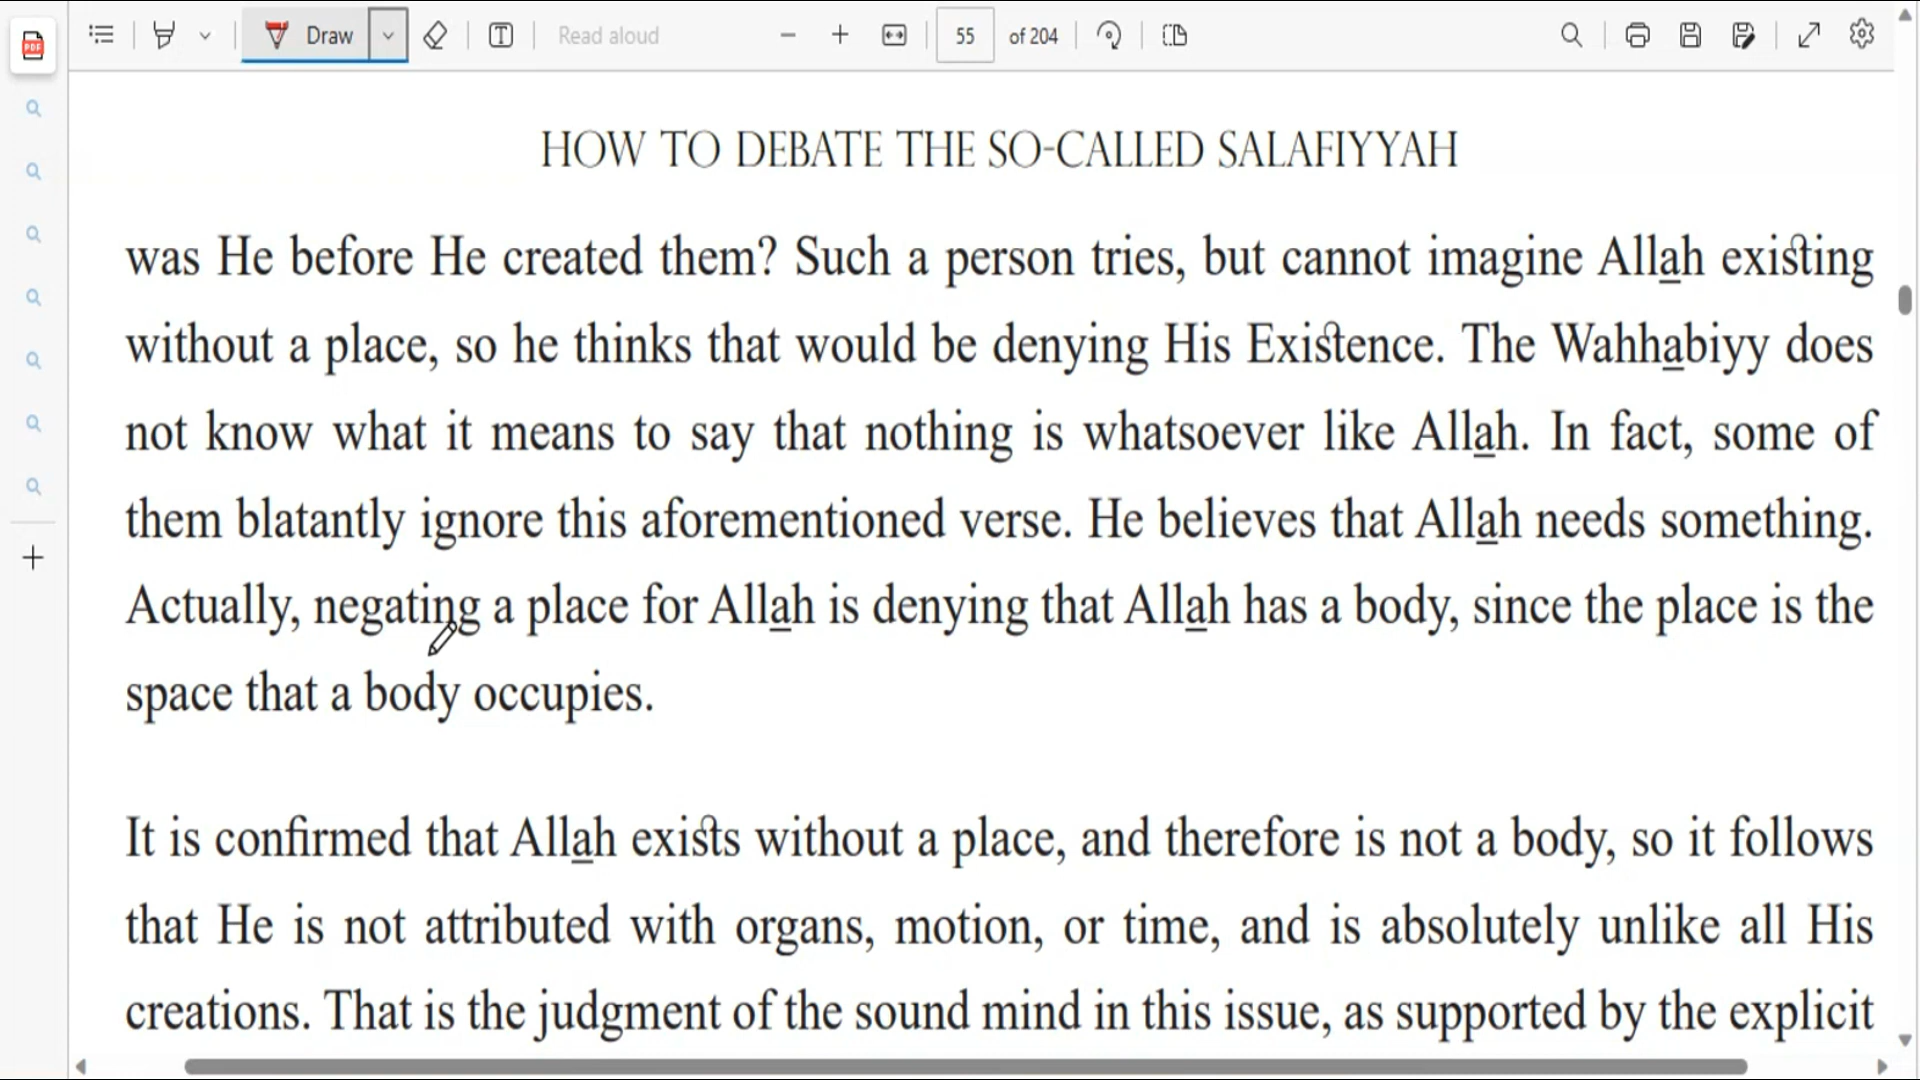 Draw
Read aloud
55 of 204
HOW TO DEBATE THE SO-CALLED SALAFIYYAH
was He before He created them? Such a person tries, but cannot imagine Allah existing
without a place, so he thinks that would be denying His Existence. The Wahhabiyy does
not know what it means to say that nothing is whatsoever like Allah. In fact, some of
them blatantly ignore this aforementioned verse. He believes that Allah needs something.
Actually, negating a place for Allah is denying that Allah has a body, since the place is the
space that a body occupies.
It is confirmed that Allah exists without a place, and therefore is not a body, so it follows
that He is not attributed with organs, motion, or time, and is absolutely unlike all His
creations. That is the judgment of the sound mind in this issue, as supported by the explicit
PDF